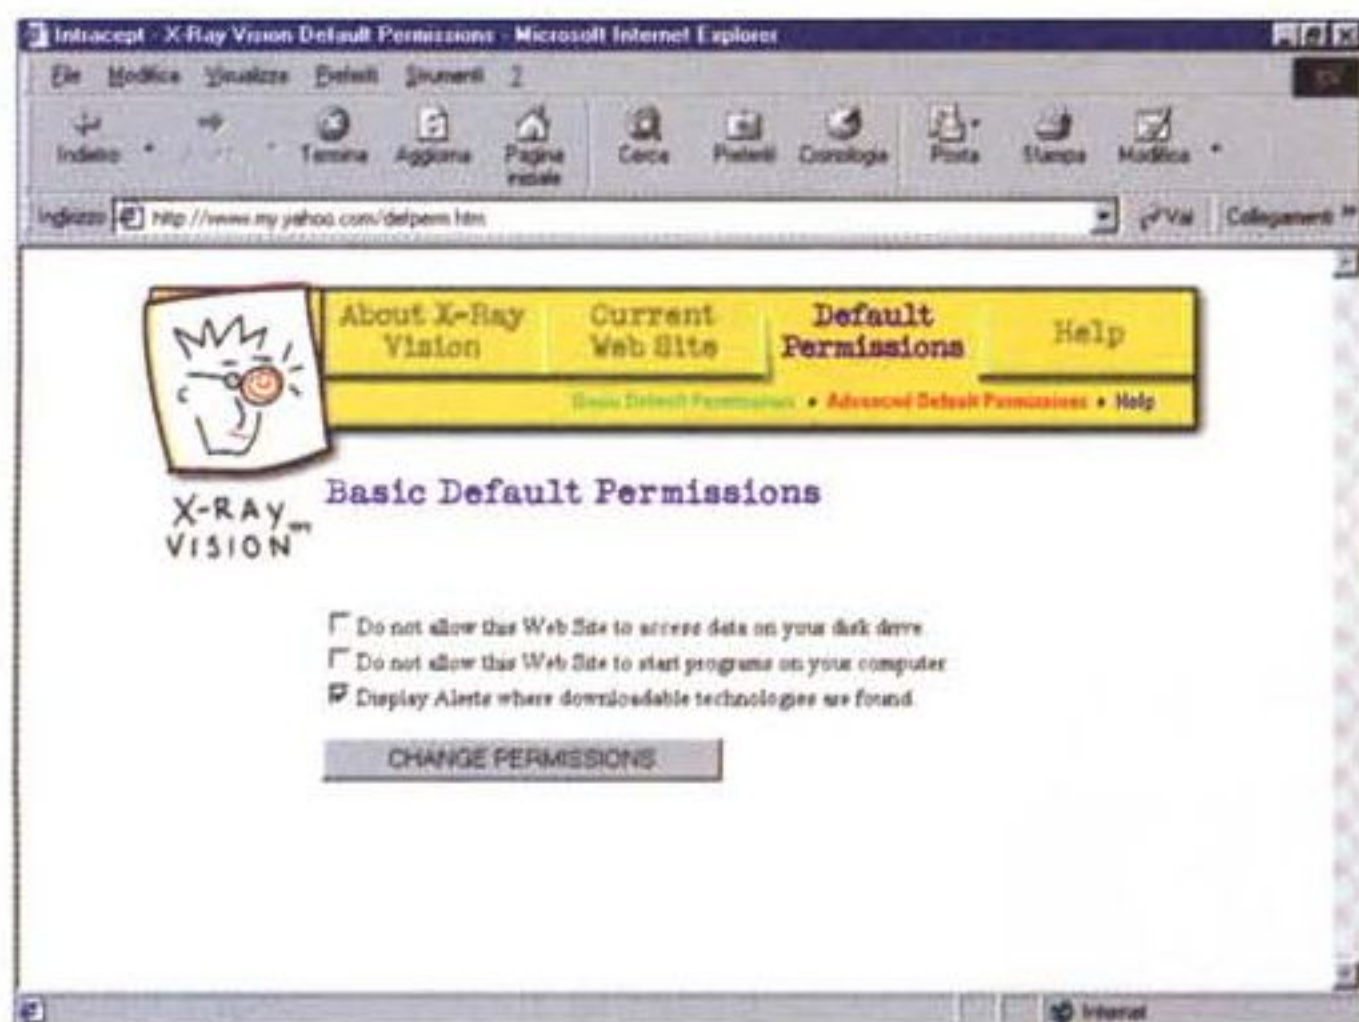 Intracept - X-Ray Vision Default Permissions - Microsoft Internet Explorer
File Modifica Visualizza Preferiti Strumenti ?
Indietro Termina Aggiorna Pagina iniziale Cerca Preferiti Cronologia Posta Stampa Modifica
Indirizzo http://www.my.yahoo.com/defperm.htm Vai Collegamenti »
About X-Ray Vision
Current Web Site
Default Permissions
Help
Basic Default Permissions • Advanced Default Permissions • Help
X-RAY
VISION
Basic Default Permissions
Do not allow this Web Site to access data on your disk drive
Do not allow this Web Site to start programs on your computer
Display Alerts where downloadable technologies are found
CHANGE PERMISSIONS
Internet